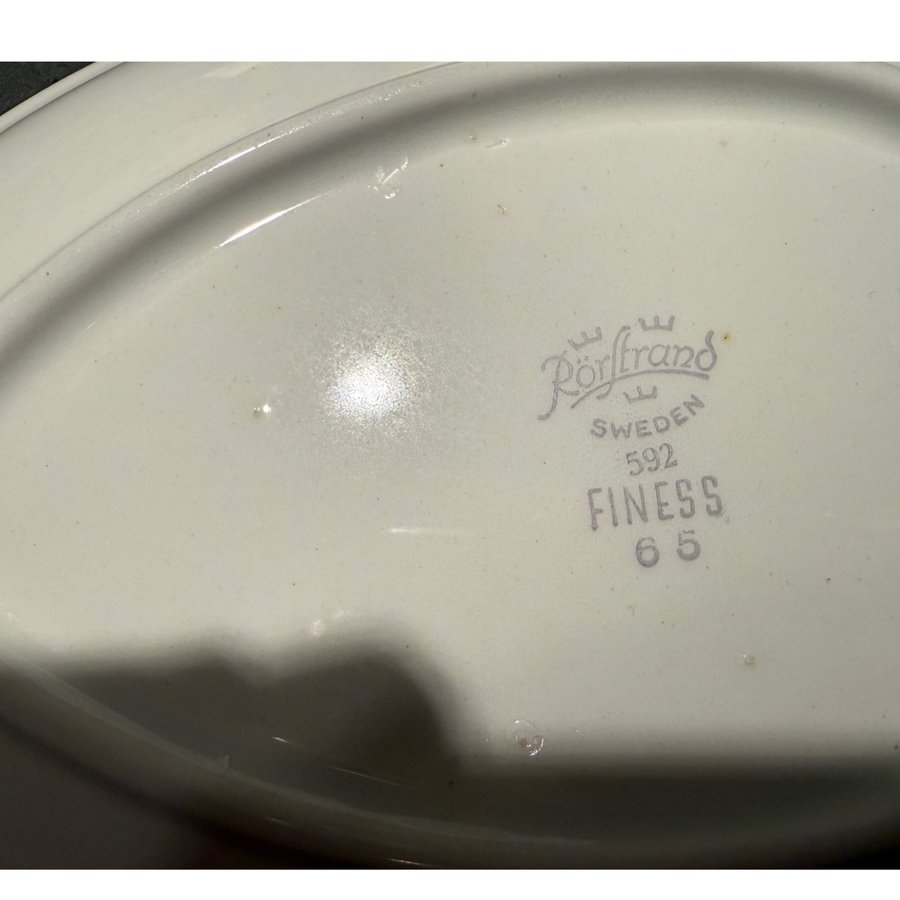 Rörstrand
SWEDEN
592
FINESS
65